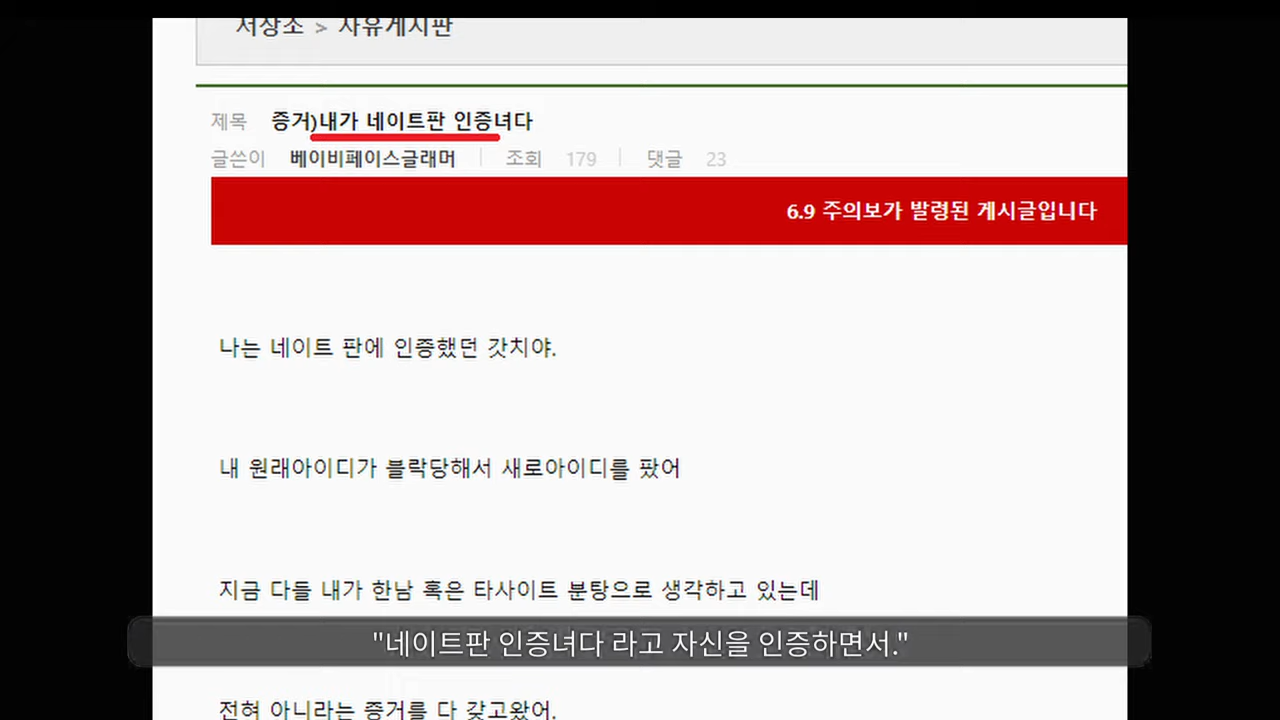 저장소 > 자유게시판
제목 증거)내가 네이트판 인증녀다
글쓴이 베이비페이스글래머 조회 179 댓글 23
6.9 주의보가 발령된 게시글입니다
나는 네이트 판에 인증했던 갓치야.
내 원래아이디가 블락당해서 새로아이디를 팠어
지금 다들 내가 한남 혹은 타사이트 분탕으로 생각하고 있는데
"네이트판 인증녀다 라고 자신을 인증하면서."
전혀 아니라는 증거를 다 갖고왔어.